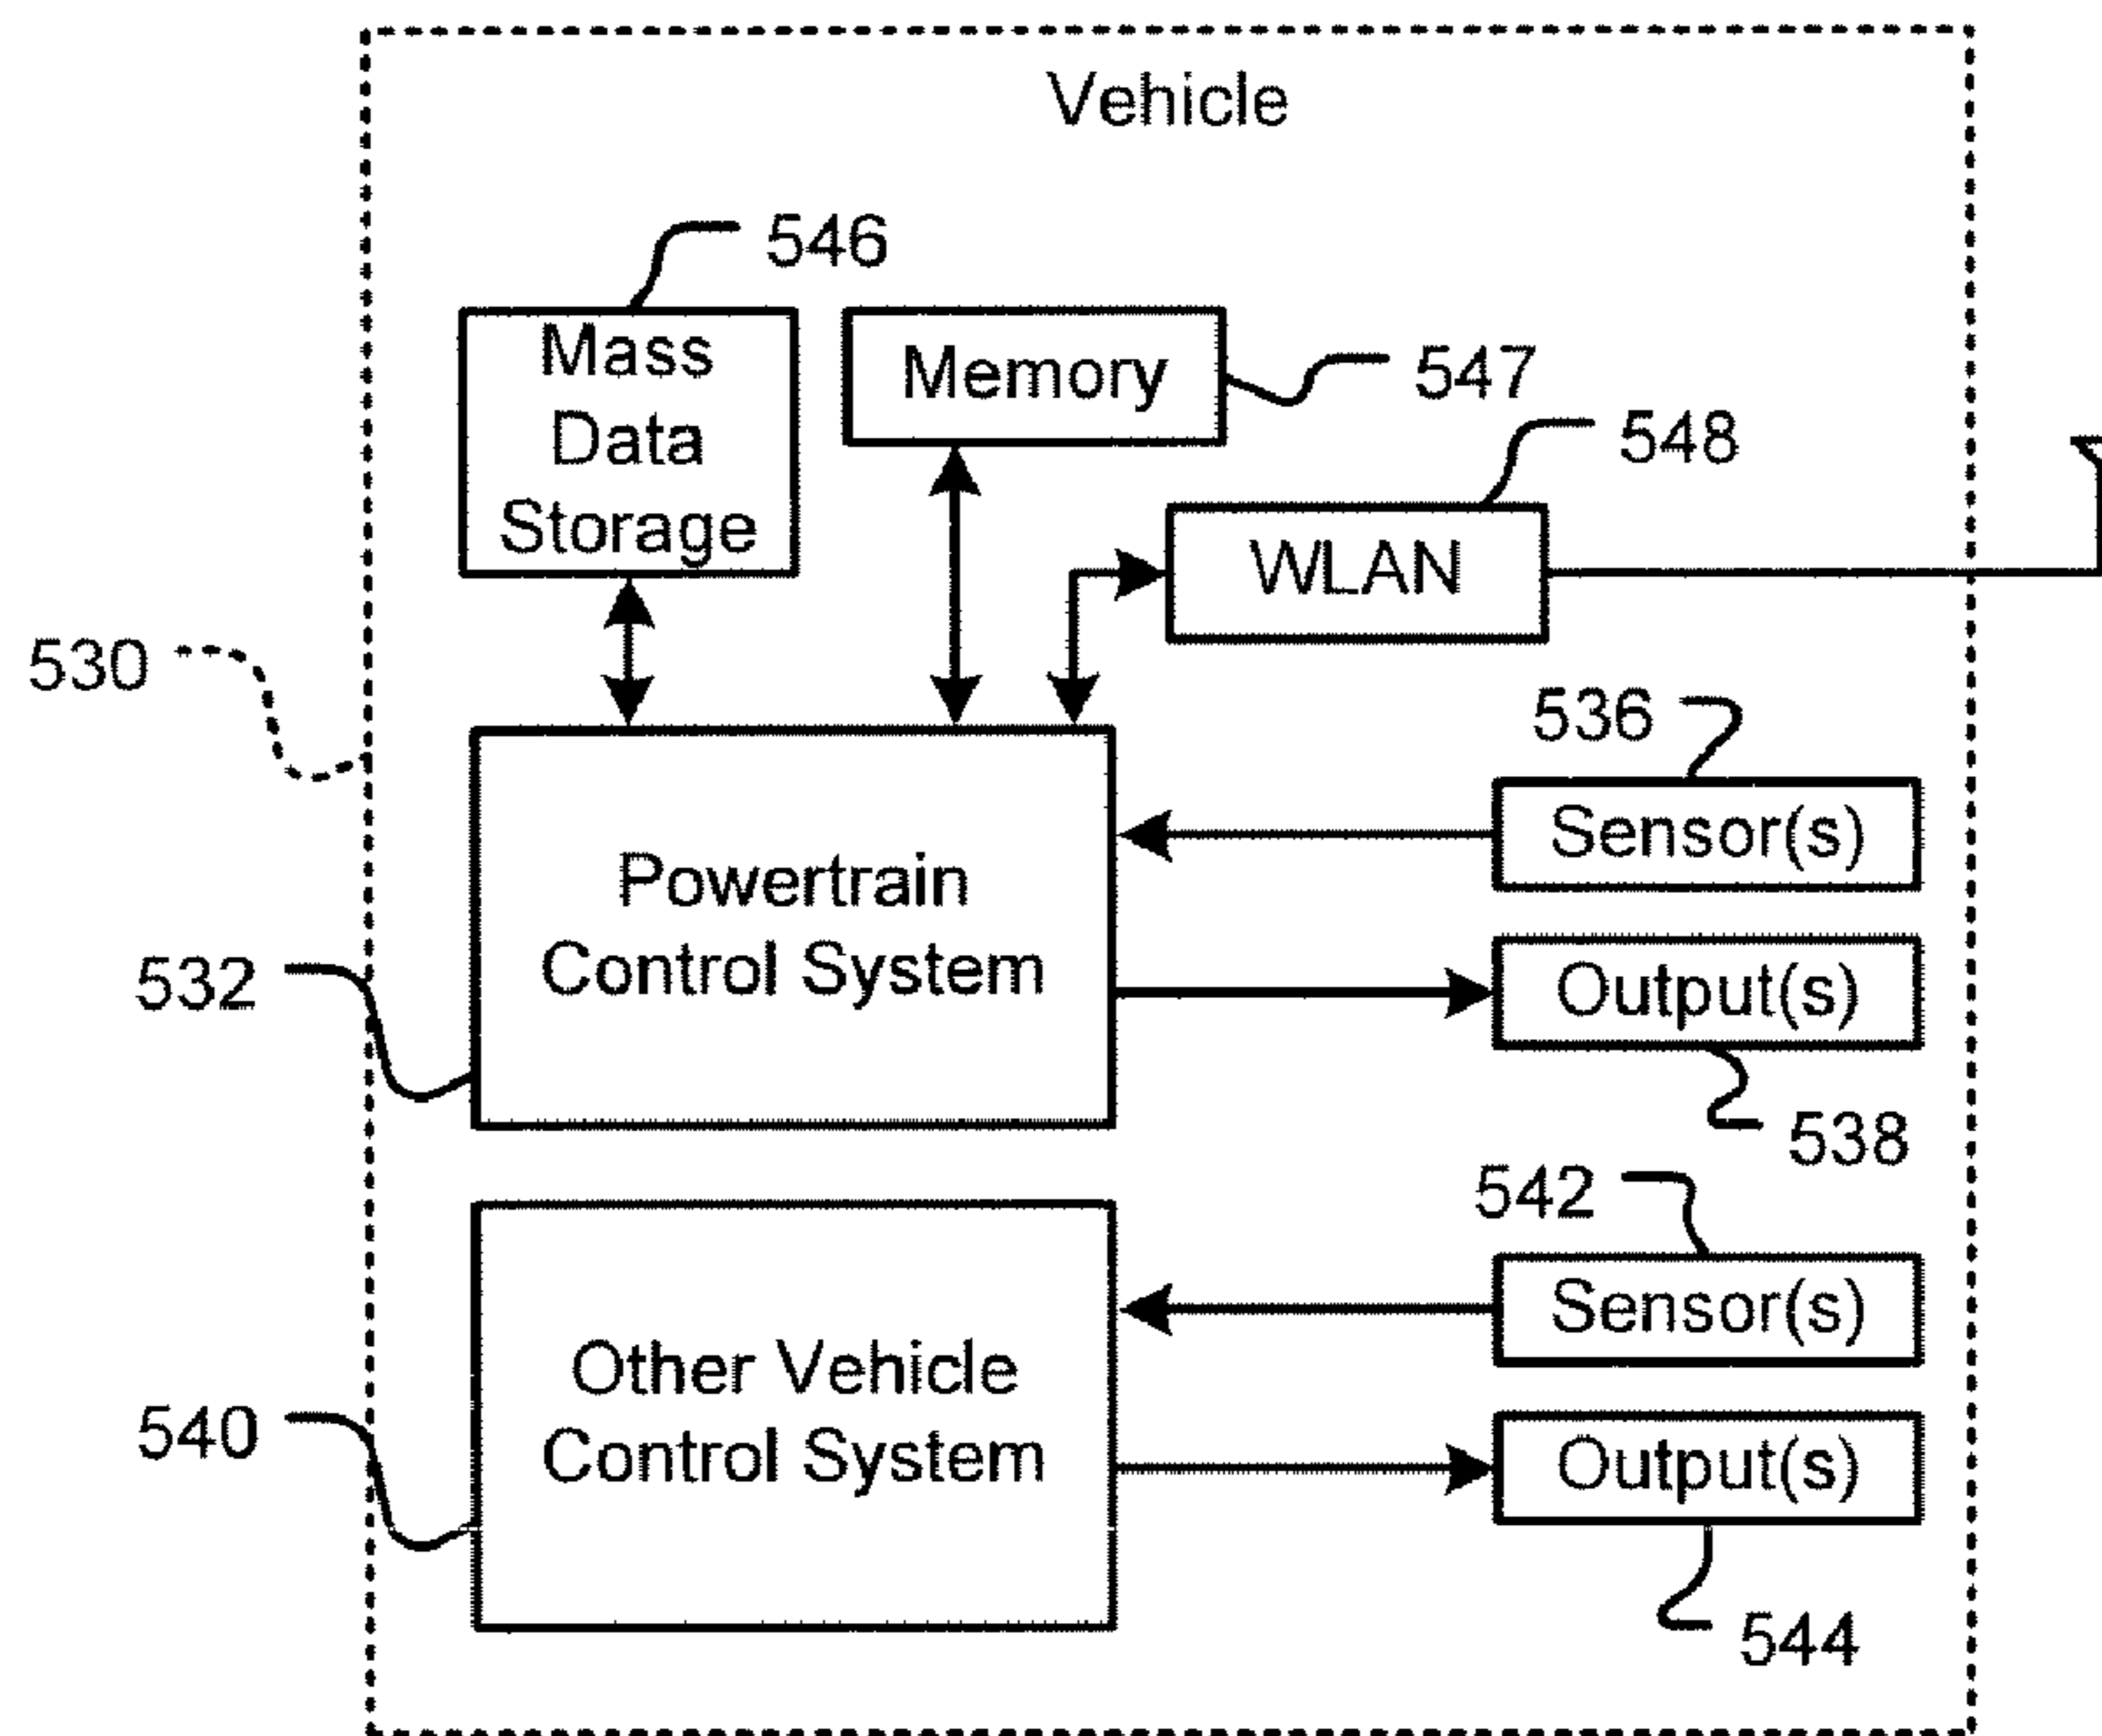 Vehicle
546
Mass
Data
Storage
Memory
547
548
WLAN
530
536
Sensor(s)
Powertrain
Control System
532
Output(s)
538
542
Sensor(s)
Other Vehicle
Control System
540
Output(s)
544